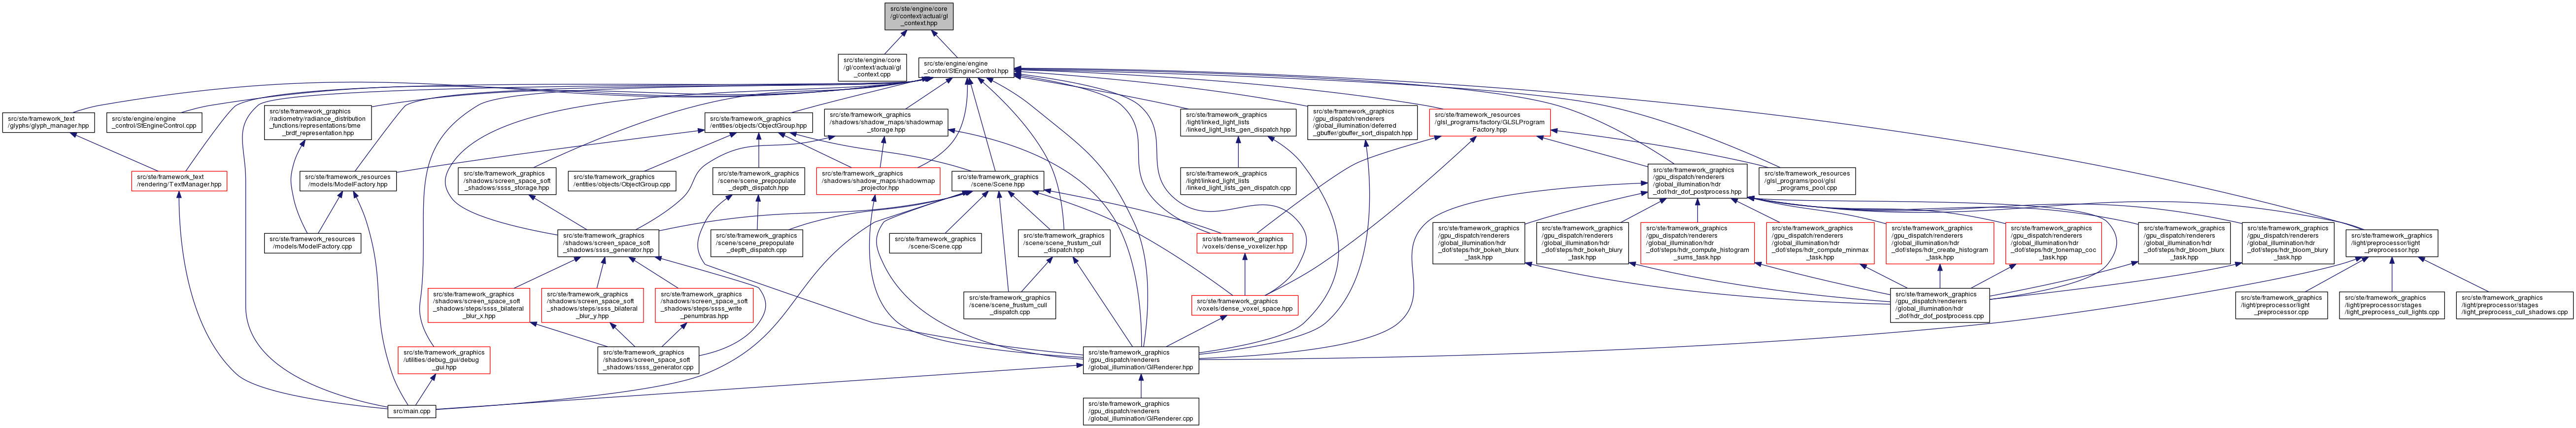 src/ste/engine/core
/gl/context/actual/gl
_context.hpp
src/ste/engine/core
/gl/context/actual/gl
_context.cpp
src/ste/engine/engine
_control/StEngineControl.hpp
src/ste/framework_text
/glyphs/glyph_manager.hpp
src/ste/engine/engine
_control/StEngineControl.cpp
src/ste/framework_graphics
/radiometry/radiance_distribution
_functions/representations/bme
_brdf_representation.hpp
src/ste/framework_graphics
/entities/objects/ObjectGroup.hpp
src/ste/framework_graphics
/shadows/shadow_maps/shadowmap
_storage.hpp
src/ste/framework_graphics
/light/linked_light_lists
/linked_light_lists_gen_dispatch.hpp
src/ste/framework_graphics
/gpu_dispatch/renderers
/global_illumination/deferred
_gbuffer/gbuffer_sort_dispatch.hpp
src/ste/framework_resources
/glsl_programs/factory/GLSLProgram
Factory.hpp
src/ste/framework_text
/rendering/TextManager.hpp
src/ste/framework_resources
/models/ModelFactory.hpp
src/ste/framework_graphics
/shadows/screen_space_soft
_shadows/ssss_storage.hpp
src/ste/framework_graphics
/entities/objects/ObjectGroup.cpp
src/ste/framework_graphics
/scene/scene_prepopulate
_depth_dispatch.hpp
src/ste/framework_graphics
/shadows/shadow_maps/shadowmap
_projector.hpp
src/ste/framework_graphics
/scene/Scene.hpp
src/ste/framework_graphics
/light/linked_light_lists
/linked_light_lists_gen_dispatch.cpp
src/ste/framework_graphics
/gpu_dispatch/renderers
/global_illumination/hdr
_dof/hdr_dof_postprocess.hpp
src/ste/framework_resources
/glsl_programs/pool/glsl
_programs_pool.cpp
src/ste/framework_resources
/models/ModelFactory.cpp
src/ste/framework_graphics
/shadows/screen_space_soft
_shadows/ssss_generator.hpp
src/ste/framework_graphics
/scene/scene_prepopulate
_depth_dispatch.cpp
src/ste/framework_graphics
/scene/Scene.cpp
src/ste/framework_graphics
/scene/scene_frustum_cull
_dispatch.hpp
src/ste/framework_graphics
/voxels/dense_voxelizer.hpp
src/ste/framework_graphics
/gpu_dispatch/renderers
/global_illumination/hdr
_dof/steps/hdr_bokeh_blurx
_task.hpp
src/ste/framework_graphics
/gpu_dispatch/renderers
/global_illumination/hdr
_dof/steps/hdr_bokeh_blury
_task.hpp
src/ste/framework_graphics
/gpu_dispatch/renderers
/global_illumination/hdr
_dof/steps/hdr_compute_histogram
_sums_task.hpp
src/ste/framework_graphics
/gpu_dispatch/renderers
/global_illumination/hdr
_dof/steps/hdr_compute_minmax
_task.hpp
src/ste/framework_graphics
/gpu_dispatch/renderers
/global_illumination/hdr
_dof/steps/hdr_create_histogram
_task.hpp
src/ste/framework_graphics
/gpu_dispatch/renderers
/global_illumination/hdr
_dof/steps/hdr_tonemap_coc
_task.hpp
src/ste/framework_graphics
/gpu_dispatch/renderers
/global_illumination/hdr
_dof/steps/hdr_bloom_blurx
_task.hpp
src/ste/framework_graphics
/gpu_dispatch/renderers
/global_illumination/hdr
_dof/steps/hdr_bloom_blury
_task.hpp
src/ste/framework_graphics
/light/preprocessor/light
_preprocessor.hpp
src/ste/framework_graphics
/shadows/screen_space_soft
_shadows/steps/ssss_bilateral
_blur_x.hpp
src/ste/framework_graphics
/shadows/screen_space_soft
_shadows/steps/ssss_bilateral
_blur_y.hpp
src/ste/framework_graphics
/shadows/screen_space_soft
_shadows/steps/ssss_write
_penumbras.hpp
src/ste/framework_graphics
/scene/scene_frustum_cull
_dispatch.cpp
src/ste/framework_graphics
/voxels/dense_voxel_space.hpp
src/ste/framework_graphics
/gpu_dispatch/renderers
/global_illumination/hdr
_dof/hdr_dof_postprocess.cpp
src/ste/framework_graphics
/light/preprocessor/light
_preprocessor.cpp
src/ste/framework_graphics
/light/preprocessor/stages
/light_preprocess_cull_lights.cpp
src/ste/framework_graphics
/light/preprocessor/stages
/light_preprocess_cull_shadows.cpp
src/ste/framework_graphics
/utilities/debug_gui/debug
_gui.hpp
src/ste/framework_graphics
/shadows/screen_space_soft
_shadows/ssss_generator.cpp
src/ste/framework_graphics
/gpu_dispatch/renderers
/global_illumination/GIRenderer.hpp
src/main.cpp
src/ste/framework_graphics
/gpu_dispatch/renderers
/global_illumination/GIRenderer.cpp